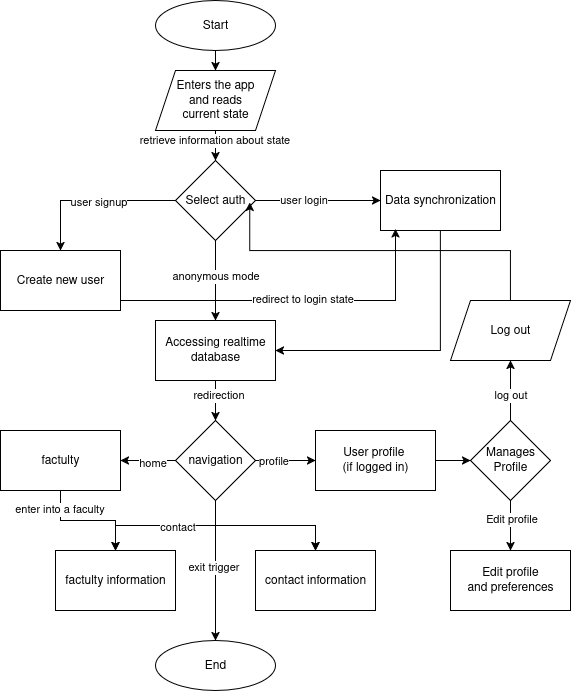 Start
Enters the app
and reads
current state
retrieve information about state
user signup
Select auth
user login
Data synchronization
anonymous mode
Create new user
redirect to login state
Accessing realtime
database
Log out
redirection
log out
factulty
home
navigation
profile
User profile
(if logged in)
Manages
Profile
enter into a faculty
contact
Edit profile
exit trigger
factulty information
contact information
Edit profile
and preferences
End